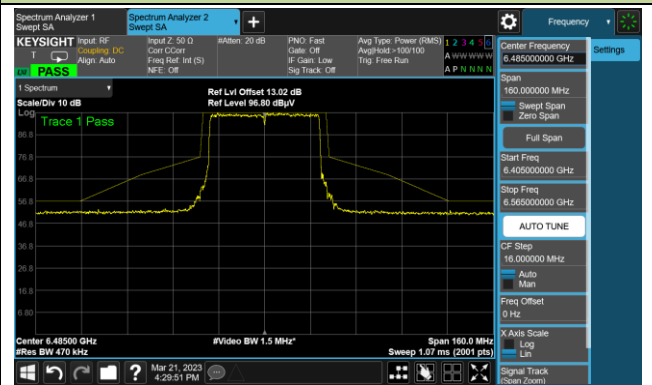 Spectrum Analyzer 1
Swept SA
Spectrum Analyzer 2
Swept SA
Frequency
KEYSIGHT
T
PASS
Input: RF
Coupling: DC
Align: Auto
Input Z: 50 Ω
Corr CCorr
Freq Ref: Int (S)
NFE: Off
#Atten: 20 dB
PNO: Fast
Gate: Off
IF Gain: Low
Sig Track: Off
Avg Type: Power (RMS)
Avg|Hold >100/100
Trig: Free Run
1 2 3 4 5 6
A W W W W W
A P N N N N
1 Spectrum
Scale/Div 10 dB
Log
Ref Lvl Offset 13.02 dB
Ref Level 96.80 dBµV
Trace 1 Pass
86.8
76.8
66.8
56.8
46.8
36.8
26.8
16.8
6.80
Center 6.48500 GHz
#Res BW 470 kHz
#Video BW 1.5 MHz*
Span 160.0 MHz
Sweep 1.07 ms (2001 pts)
Mar 21, 2023
4:29:51 PM
Center Frequency
6.485000000 GHz
Settings
Span
160.000000 MHz
Swept Span
Zero Span
Full Span
Start Freq
6.405000000 GHz
Stop Freq
6.565000000 GHz
AUTO TUNE
CF Step
16.000000 MHz
Auto
Man
Freq Offset
0 Hz
X Axis Scale
Log
Lin
Signal Track
(Span Zoom)